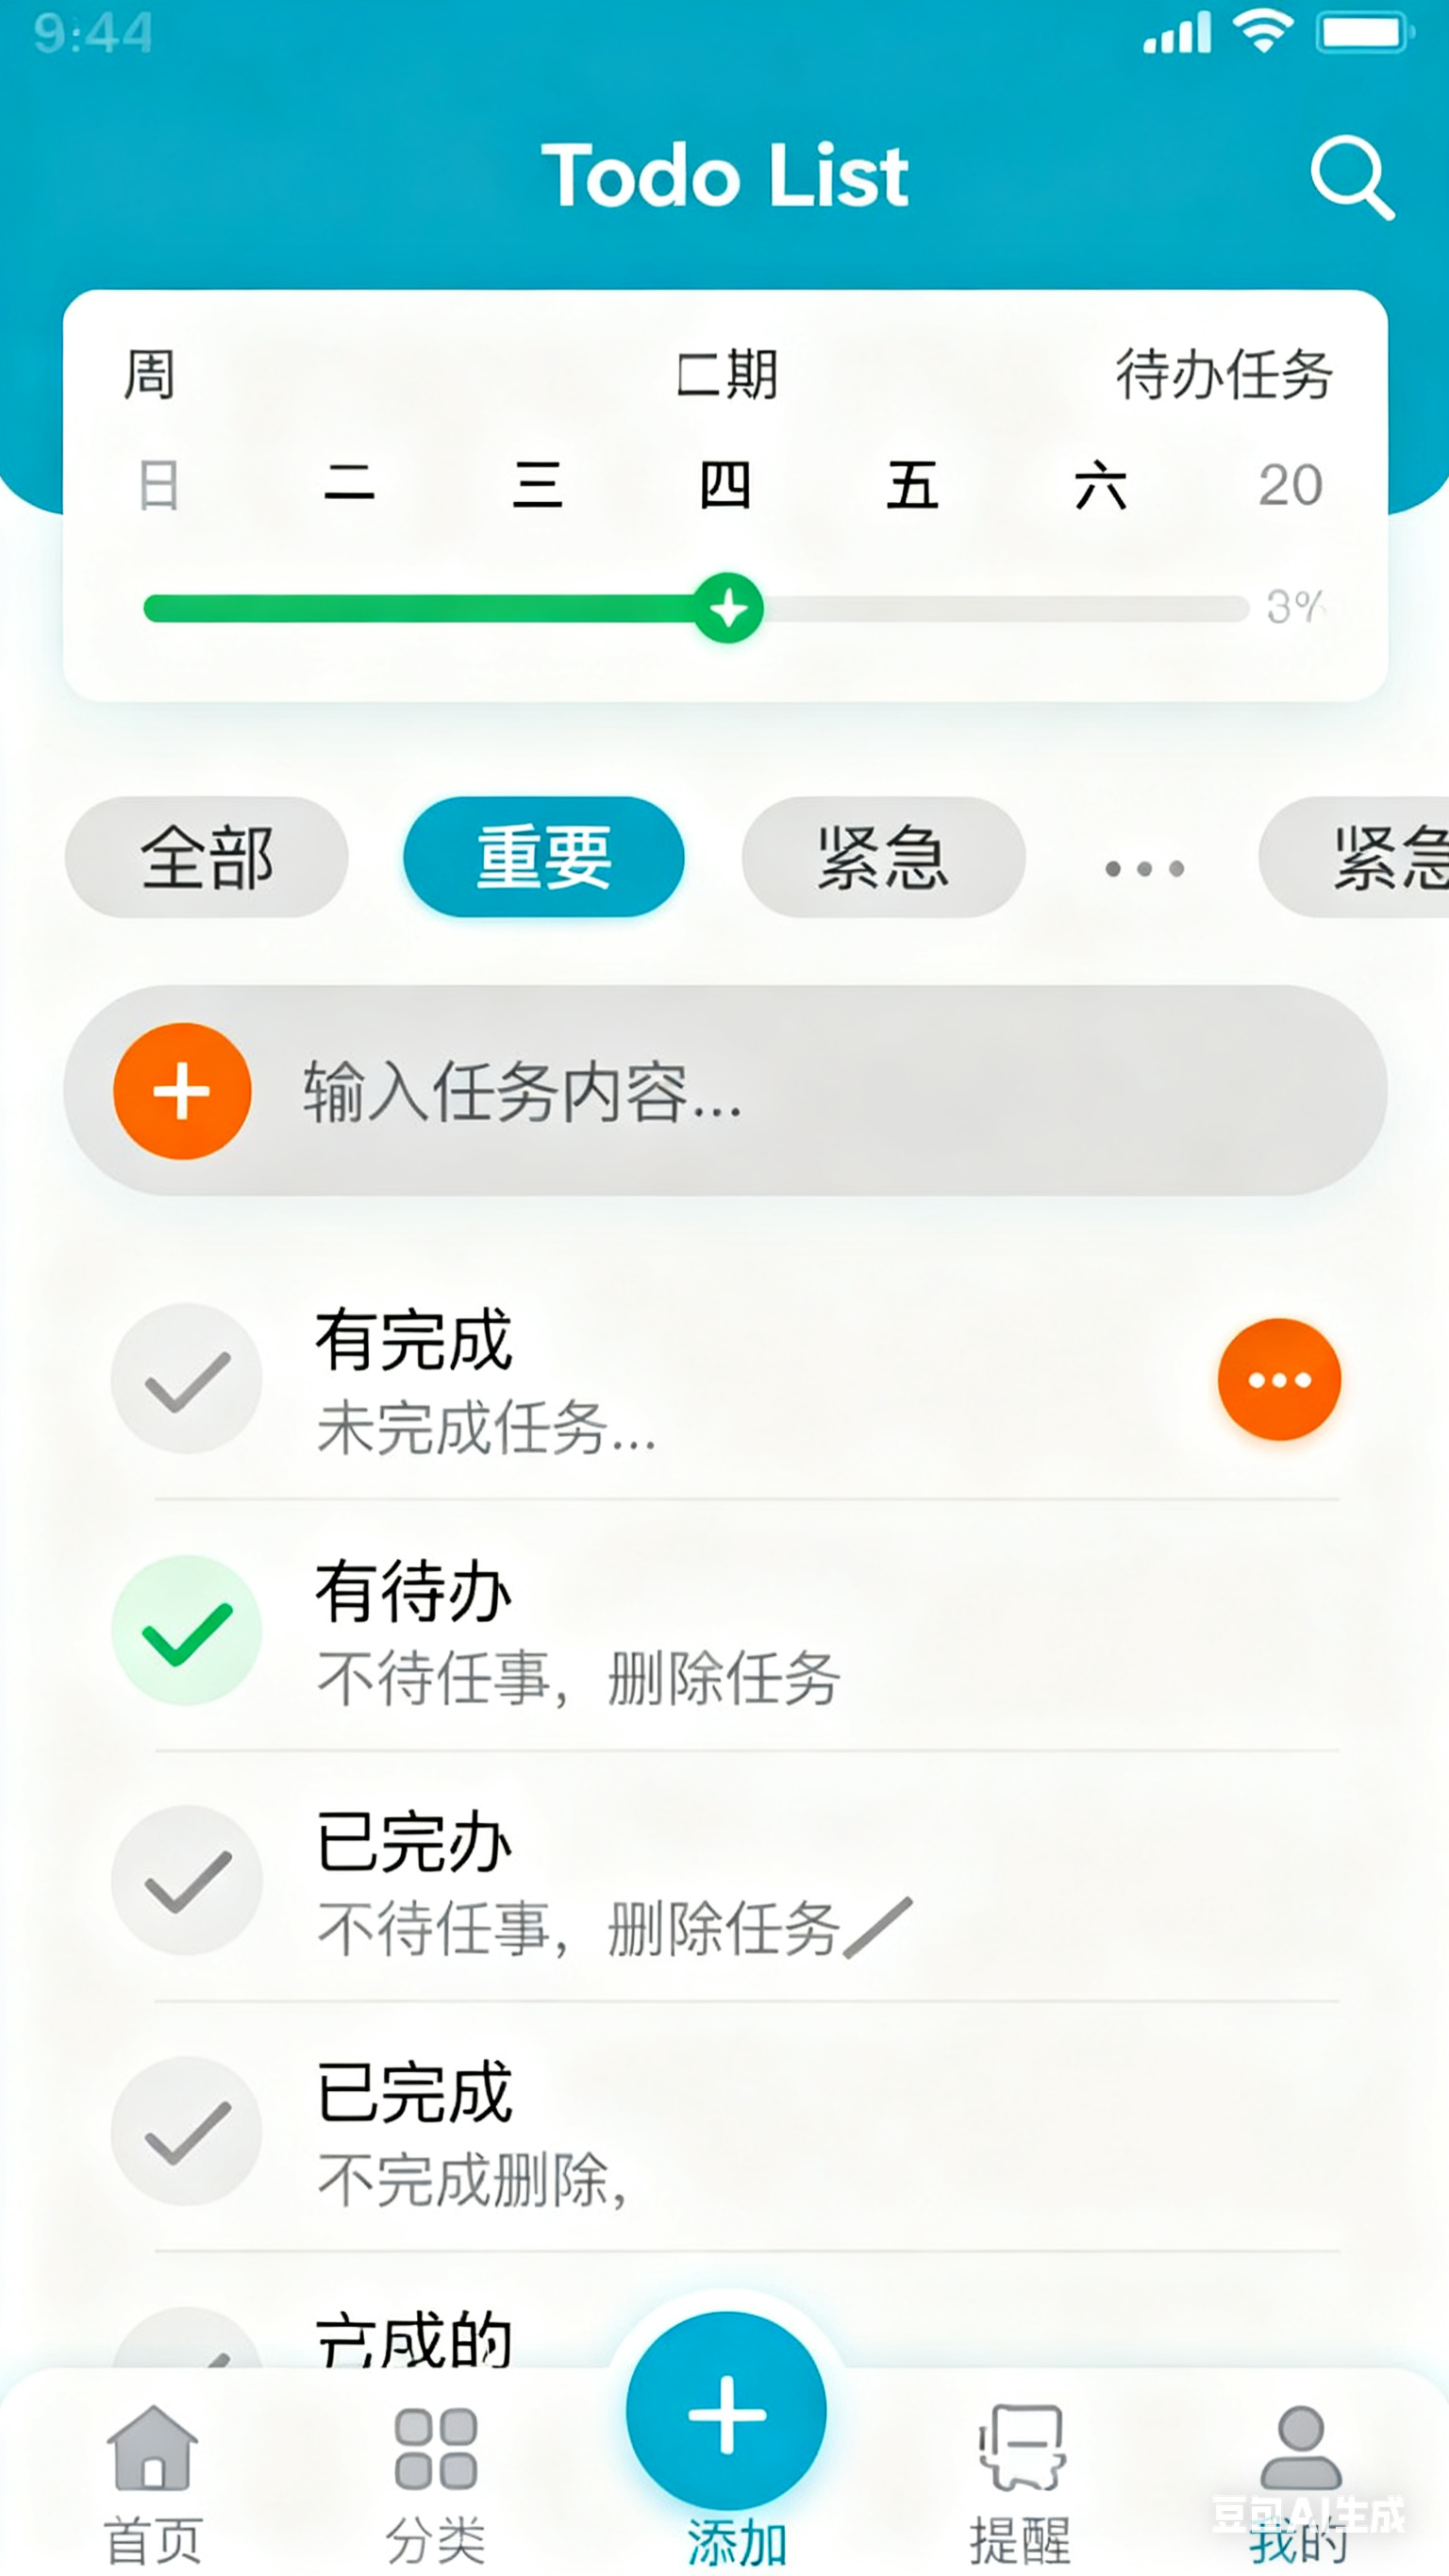 9:44
Todo List
周 二期 待办任务
日 二 三 四 五 六 20
3%
全部 重要 紧急 ... 紧急
+ 输入任务内容...
有完成
未完成任务...
有待办
不待任事，删除任务
已完办
不待任事，删除任务
已完成
不完成删除，
完成的
首页 分类 添加 提醒 我的
豆包AI生成